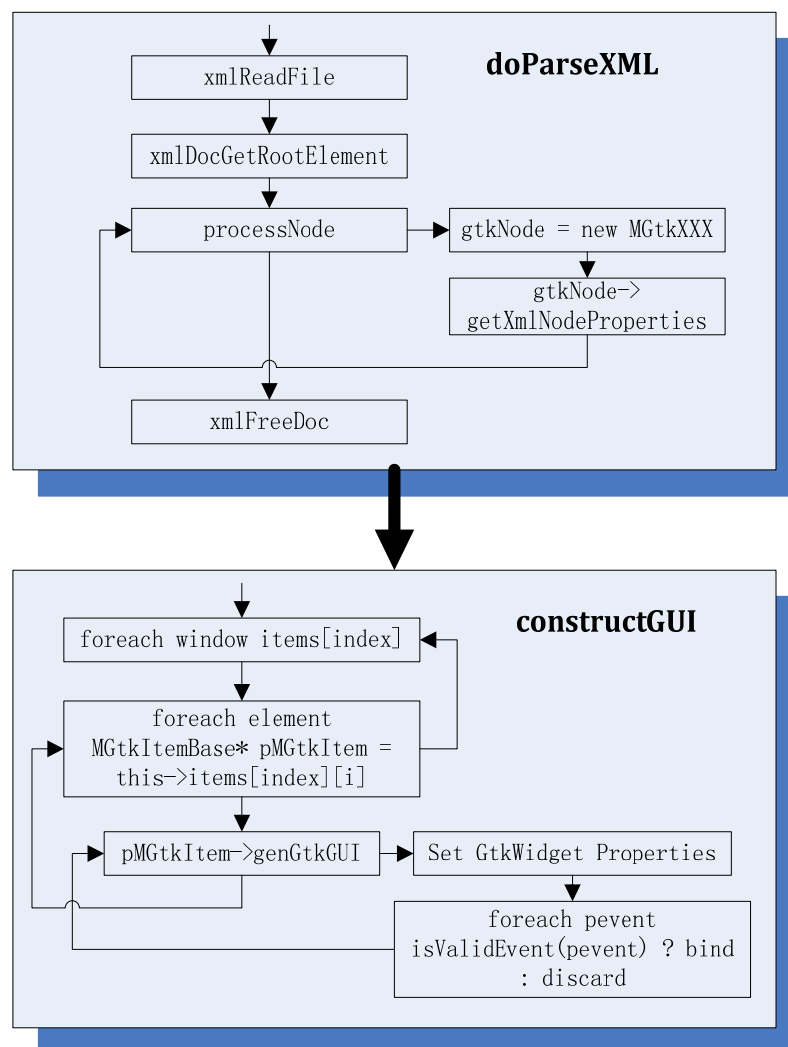 doParseXML
xmlReadFile
xmlDocGetRootElement
processNode
gtkNode = new MGtkXXX
gtkNode->
getXmlNodeProperties
xmlFreeDoc
constructGUI
foreach window items[index]
foreach element
MGtkItemBase* pMGtkItem =
this->items[index][i]
pMGtkItem->genGtkGUI
Set GtkWidget Properties
foreach pevent
isValidEvent(pevent) ? bind
: discard